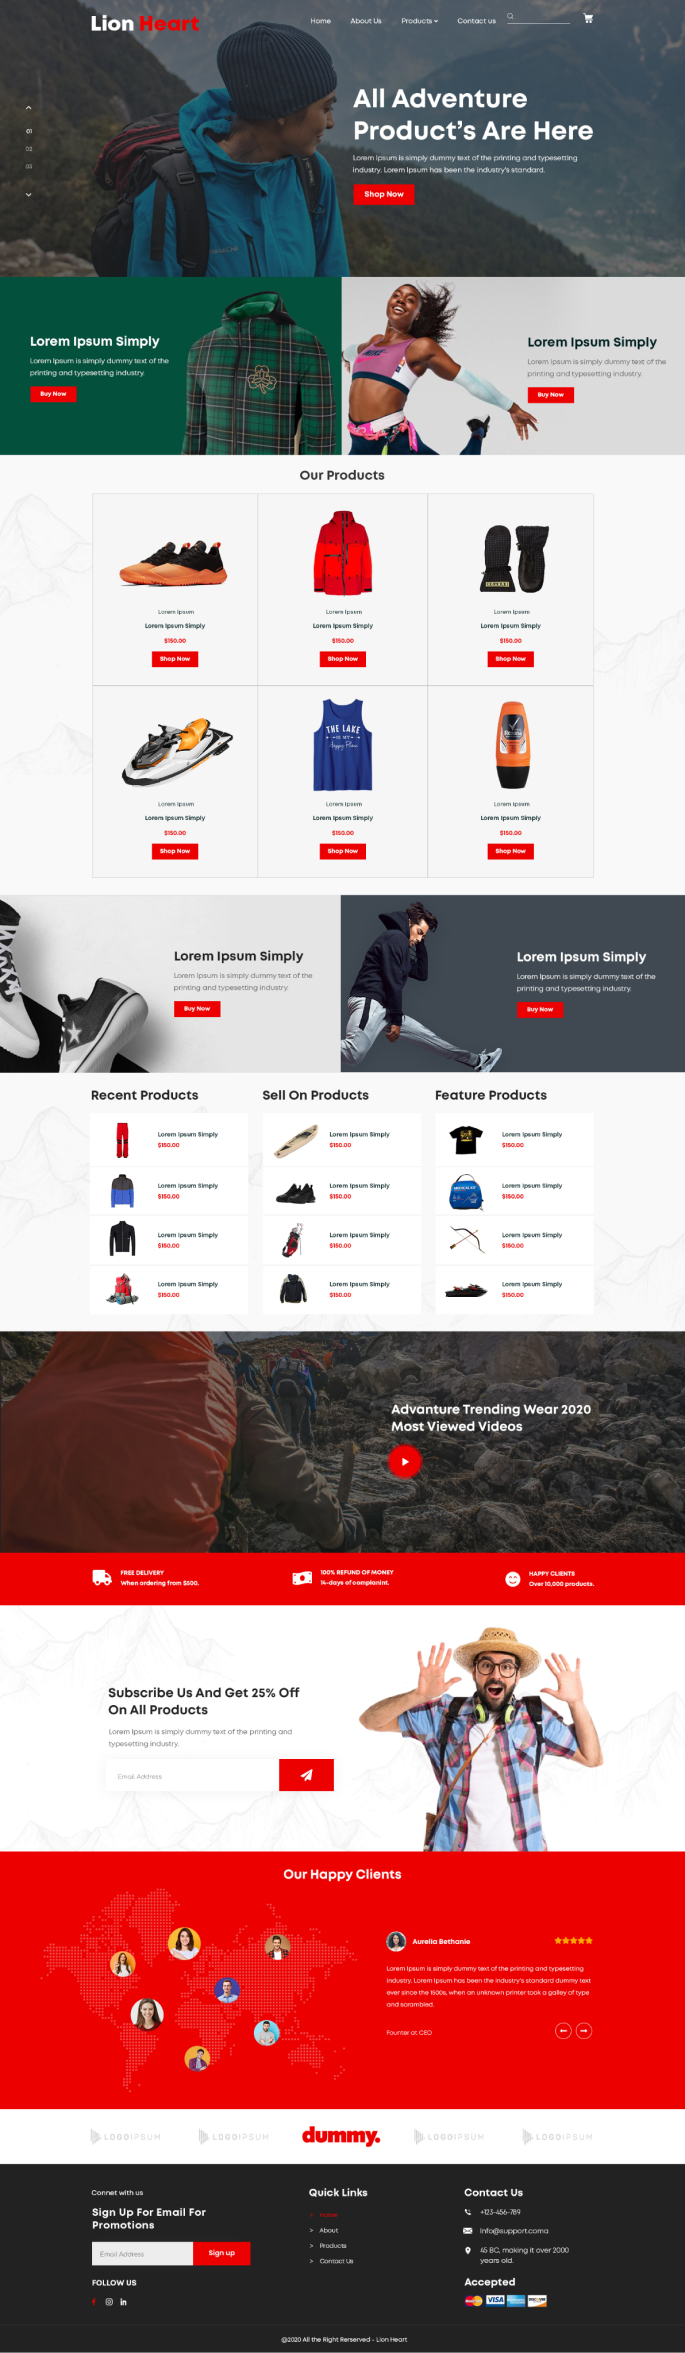 Lion Heart
Home About Us Products Contact us
01
02
03
All Adventure
Product's Are Here
Lorem Ipsum is simply dummy text of the printing and typesetting
industry. Lorem Ipsum has been the industry's standard.
Shop Now
Lorem Ipsum Simply
Lorem Ipsum is simply dummy text of the
printing and typesetting industry.
Buy Now
Lorem Ipsum Simply
Lorem Ipsum is simply dummy text of the
printing and typesetting industry.
Buy Now
Our Products
Lorem Ipsum
Lorem Ipsum Simply
$150.00
Shop Now
Lorem Ipsum
Lorem Ipsum Simply
$150.00
Shop Now
Lorem Ipsum
Lorem Ipsum Simply
$150.00
Shop Now
THE LAKE
IS MY
Happy Place
Rexona
Lorem Ipsum
Lorem Ipsum Simply
$150.00
Shop Now
Lorem Ipsum
Lorem Ipsum Simply
$150.00
Shop Now
Lorem Ipsum
Lorem Ipsum Simply
$150.00
Shop Now
Lorem Ipsum Simply
Lorem Ipsum is simply dummy text of the
printing and typesetting industry.
Buy Now
Lorem Ipsum Simply
Lorem Ipsum is simply dummy text of the
printing and typesetting industry.
Buy Now
Recent Products
Lorem Ipsum Simply
$150.00
Lorem Ipsum Simply
$150.00
Lorem Ipsum Simply
$150.00
Lorem Ipsum Simply
$150.00
Sell On Products
Lorem Ipsum Simply
$150.00
Lorem Ipsum Simply
$150.00
Lorem Ipsum Simply
$150.00
Lorem Ipsum Simply
$150.00
Feature Products
Lorem Ipsum Simply
$150.00
Lorem Ipsum Simply
$150.00
Lorem Ipsum Simply
$150.00
Lorem Ipsum Simply
$150.00
Advanture Trending Wear 2020
Most Viewed Videos
FREE DELIVERY
When ordering from $500.
100% REFUND OF MONEY
14-days of complanint.
HAPPY CLIENTS
Over 10,000 products.
Subscribe Us And Get 25% Off
On All Products
Lorem Ipsum is simply dummy text of the printing and
typesetting industry.
Email Address
Our Happy Clients
Aurelia Bethanie
Lorem Ipsum is simply dummy text of the printing and typesetting
industry. Lorem Ipsum has been the industry's standard dummy text
ever since the 1500s, when an unknown printer took a galley of type
and scrambled.
Founter at CEO
LOGOIPSUM LOGOIPSUM dummy. LOGOIPSUM LOGOIPSUM
Connet with us
Sign Up For Email For
Promotions
Email Address
Sign up
FOLLOW US
Quick Links
> Home
> About
> Products
> Contact Us
Contact Us
+123-456-789
Info@support.coma
45 BC, making it over 2000
years old.
Accepted
VISA
@2020 All the Right Rerserved - Lion Heart